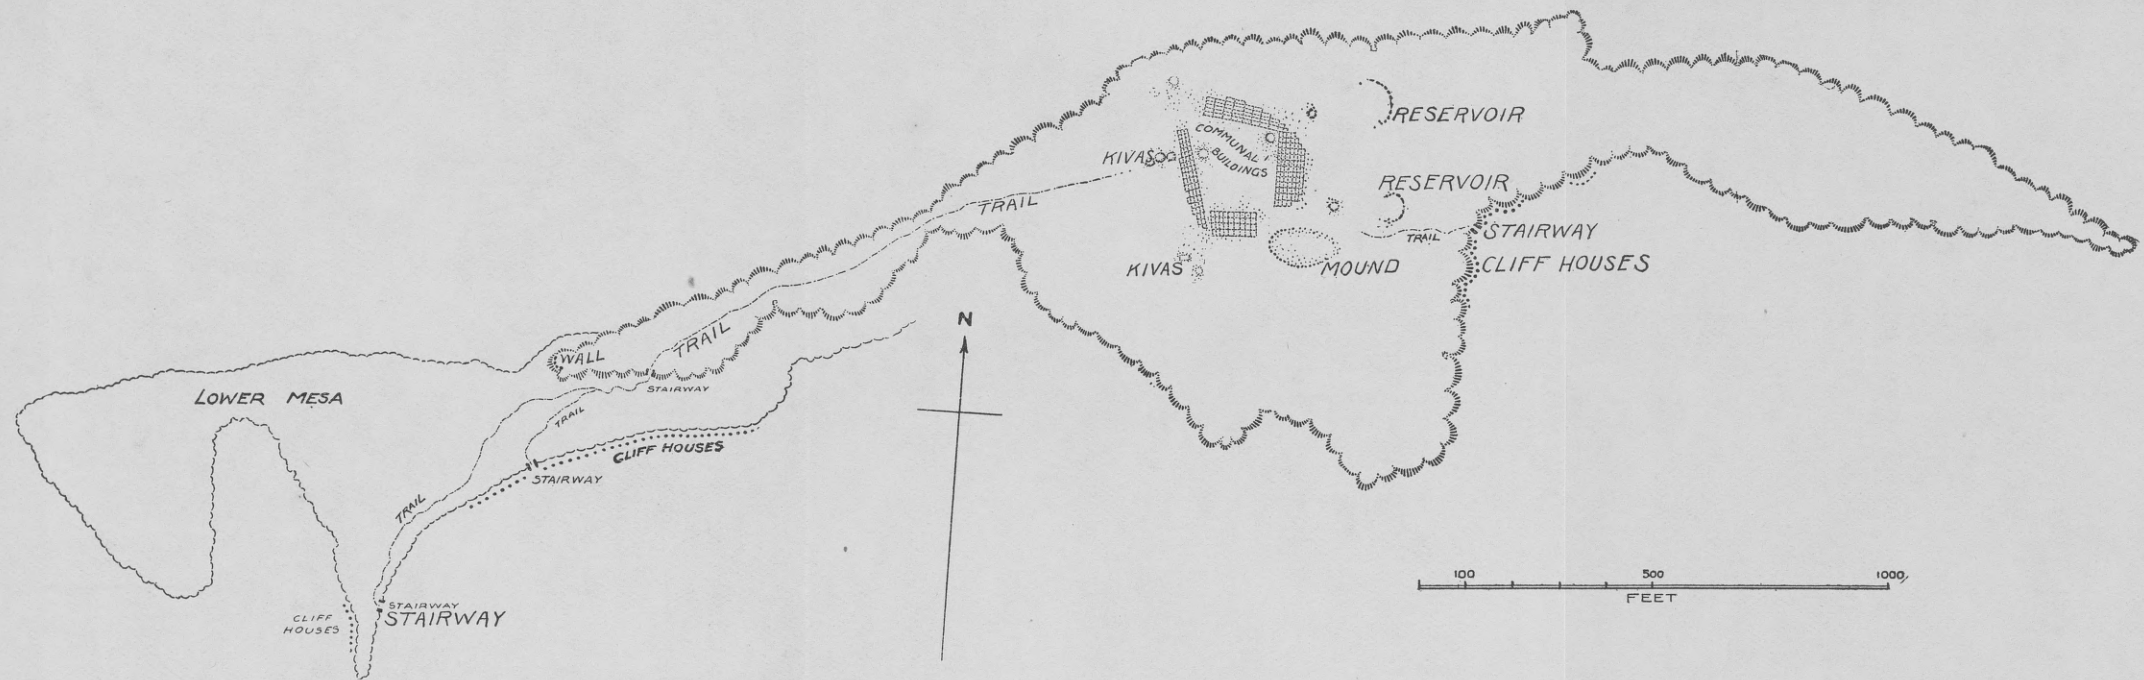 RESERVOIR
COMMUNAL
BUILDINGS
KIVAS
RESERVOIR
TRAIL
TRAIL
STAIRWAY
CLIFF HOUSES
KIVAS
MOUND
N
TRAIL
WALL
STAIRWAY
LOWER MESA
TRAIL
CLIFF HOUSES
STAIRWAY
TRAIL
STAIRWAY
STAIRWAY
CLIFF
HOUSES
100 500 1000,
FEET